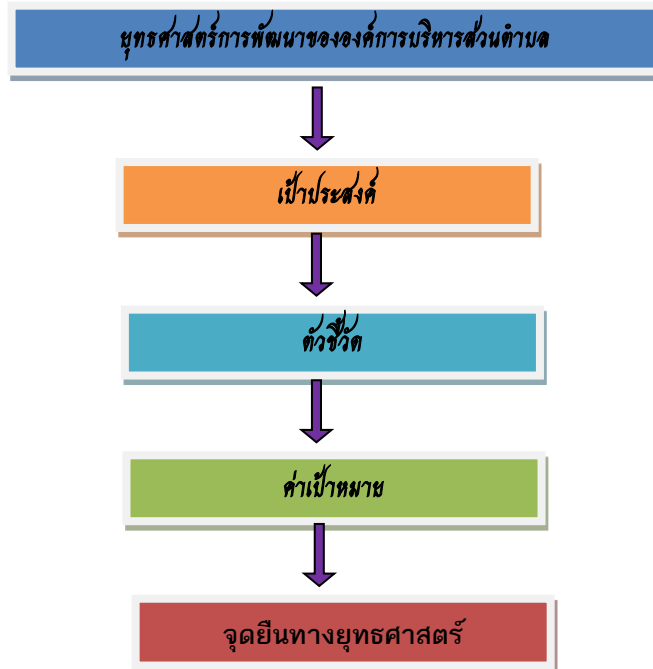 ยุทธศาสตร์การพัฒนาขององค์การบริหารส่วนตำบล
เป้าประสงค์
ตัวชี้วัด
ค่าเป้าหมาย
จุดยืนทางยุทธศาสตร์